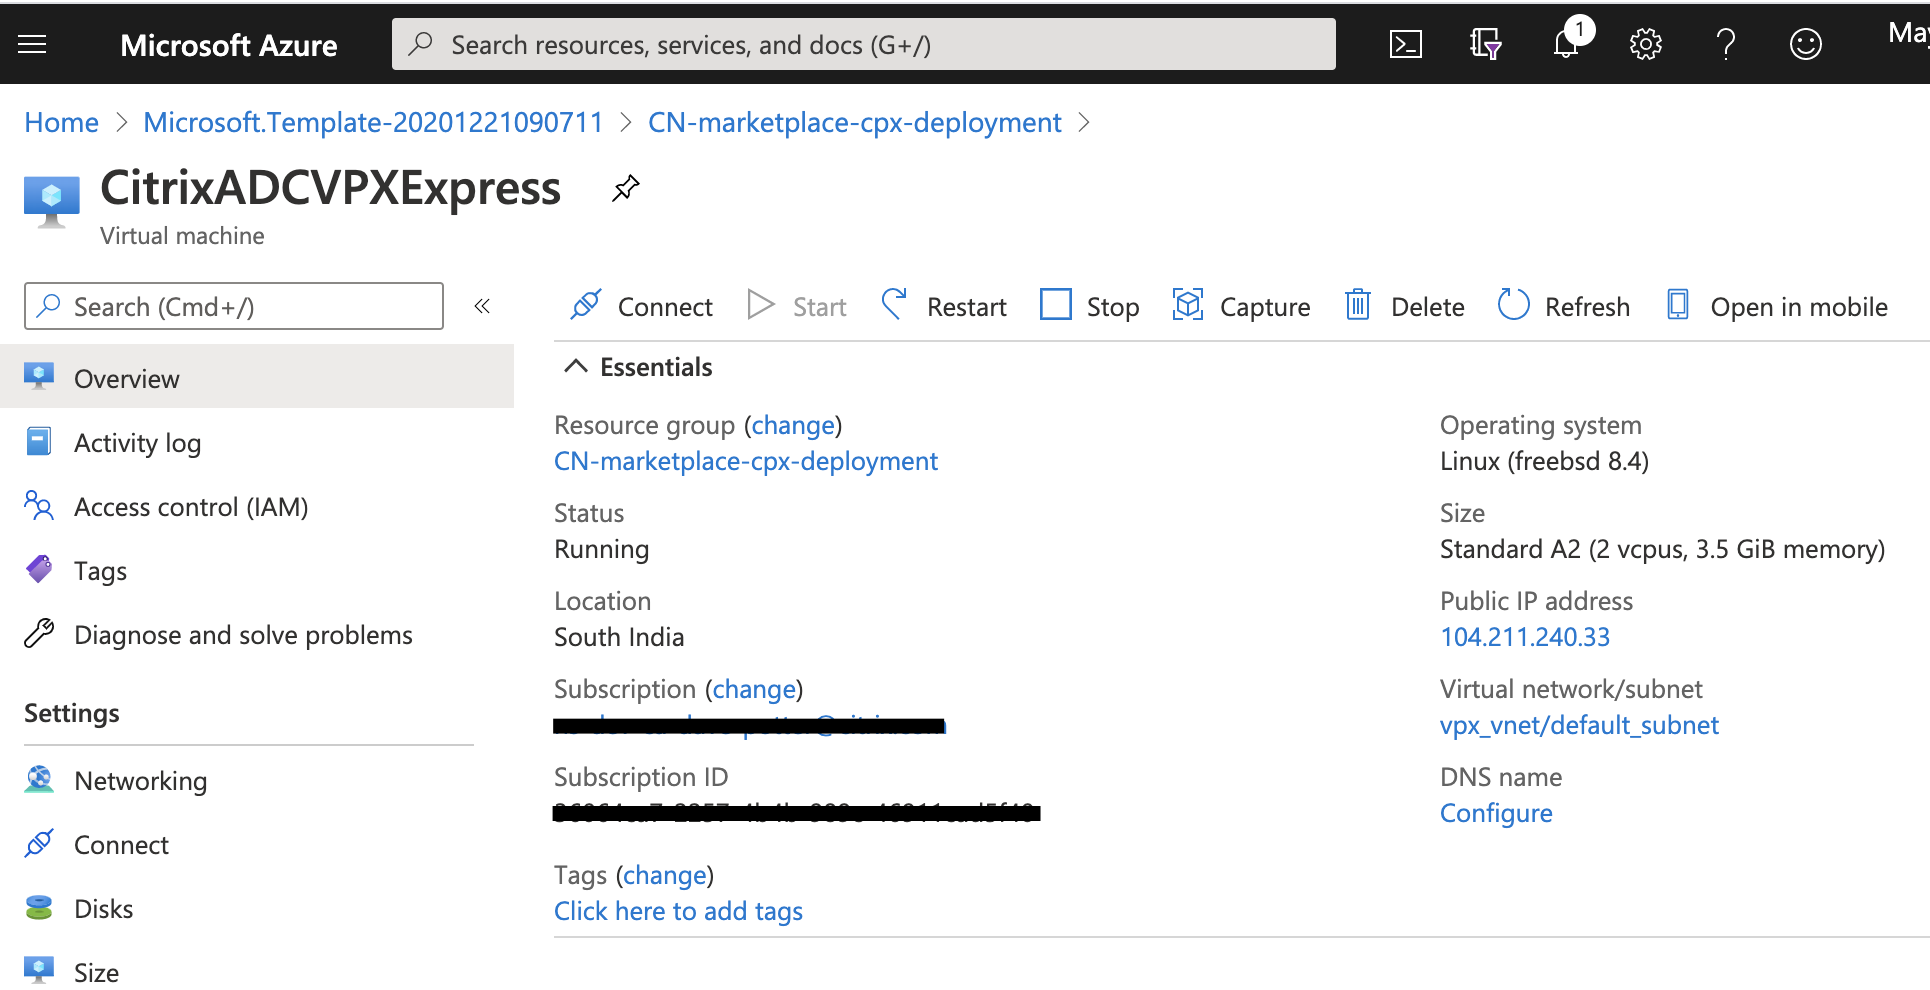 Microsoft Azure
Search resources, services, and docs (G+/)
1
May
Home > Microsoft.Template-20201221090711 > CN-marketplace-cpx-deployment >
CitrixADCVPXExpress
Virtual machine
Search (Cmd+/)
«
Connect
Start
Restart
Stop
Capture
Delete
Refresh
Open in mobile
Overview
Activity log
Access control (IAM)
Tags
Diagnose and solve problems
Settings
Networking
Connect
Disks
Size
Essentials
Resource group (change)
CN-marketplace-cpx-deployment
Status
Running
Location
South India
Subscription (change)
Subscription ID
Tags (change)
Click here to add tags
Operating system
Linux (freebsd 8.4)
Size
Standard A2 (2 vcpus, 3.5 GiB memory)
Public IP address
104.211.240.33
Virtual network/subnet
vpx_vnet/default_subnet
DNS name
Configure